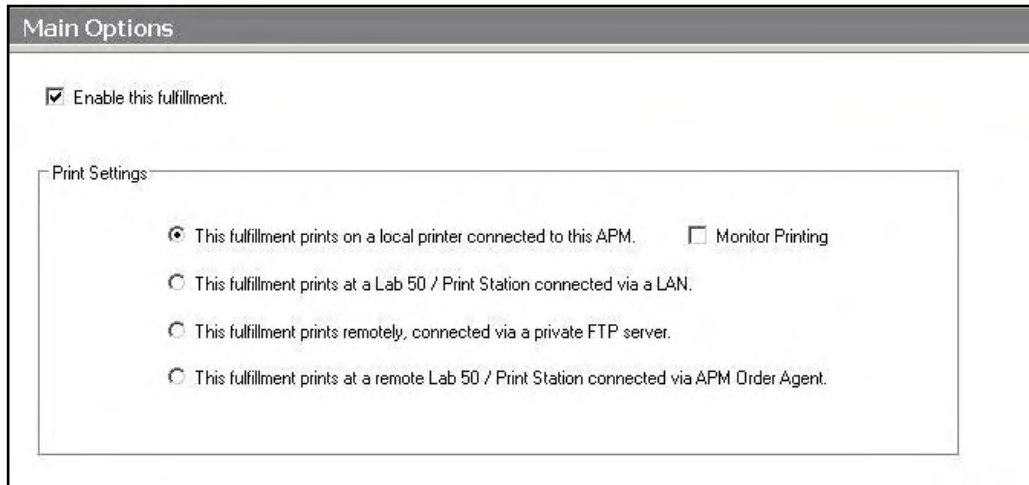 Main Options
Enable this fulfillment.
Print Settings
This fulfillment prints on a local printer connected to this APM. Monitor Printing
This fulfillment prints at a Lab 50 / Print Station connected via a LAN.
This fulfillment prints remotely, connected via a private FTP server.
This fulfillment prints at a remote Lab 50 / Print Station connected via APM Order Agent.